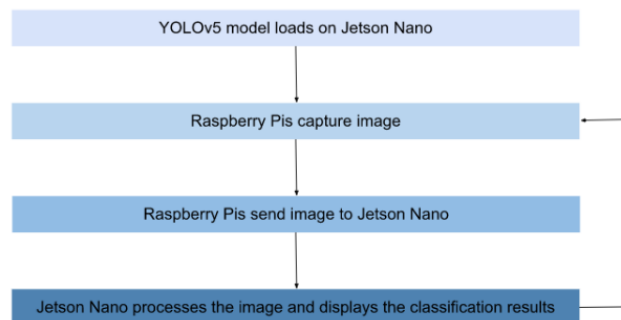 YOLOv5 model loads on Jetson Nano
Raspberry Pis capture image
Raspberry Pis send image to Jetson Nano
Jetson Nano processes the image and displays the classification results